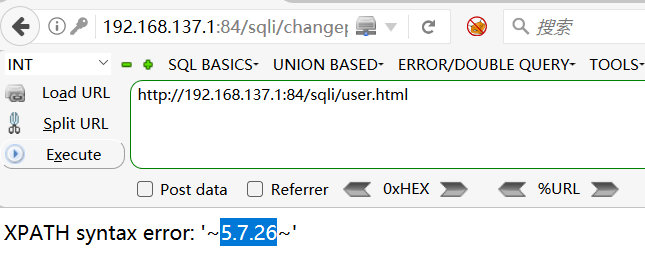 192.168.137.1:84/sqli/changep
搜索
INT
SQL BASICS
UNION BASED
ERROR/DOUBLE QUERY
TOOLS
Load URL
http://192.168.137.1:84/sqli/user.html
Split URL
Execute
Post data
Referrer
0xHEX
%URL
XPATH syntax error: '~5.7.26~'